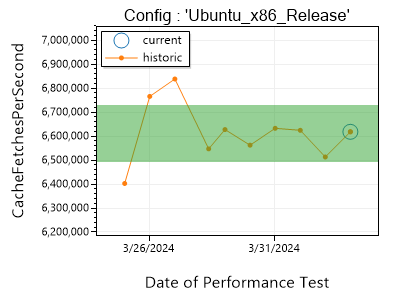 Config : 'Ubuntu_x86_Release'
CacheFetchesPerSecond
7,000,000
6,900,000
6,800,000
6,700,000
6,600,000
6,500,000
6,400,000
6,300,000
6,200,000
current
historic
3/26/2024
3/31/2024
Date of Performance Test